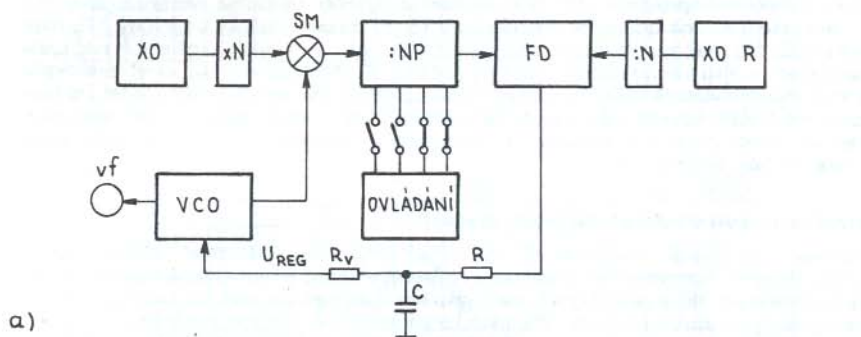 SM
XO
xN
:NP
FD
:N
XO R
vf
VCO
OVLÁDÁNÍ
UREG
Rv
R
C
a)